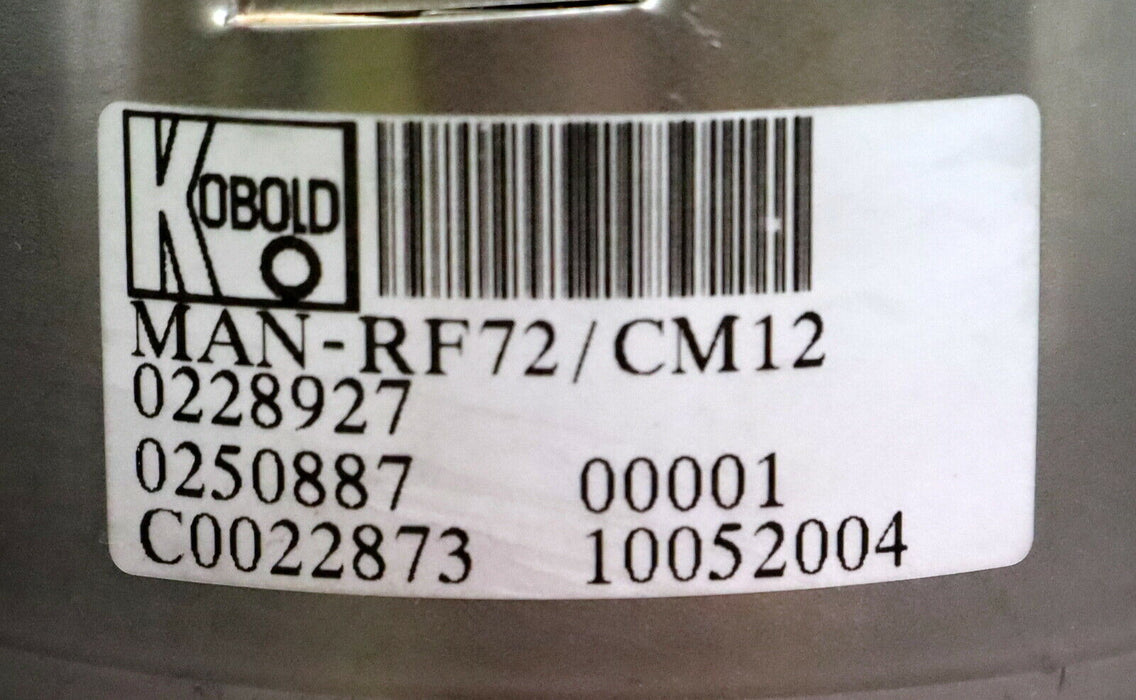 KOBOLD
MAN-RF72/CM12
0228927
0250887 00001
C0022873 10052004